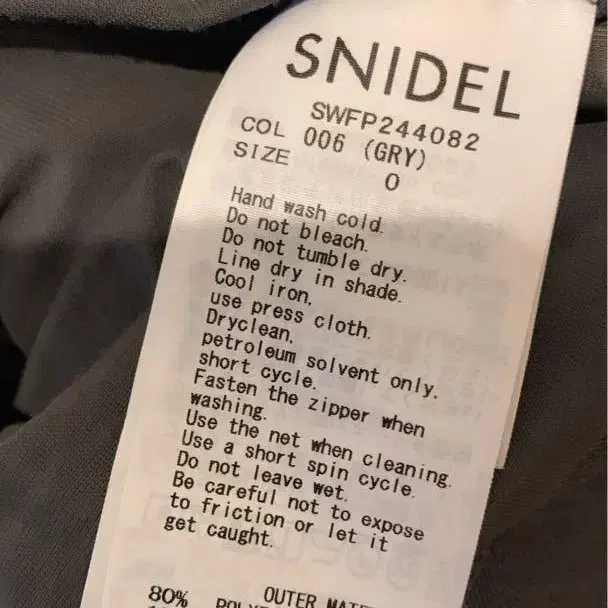 SNIDEL
SWFP244082
COL 006 (GRY)
SIZE 0
Hand wash cold.
Do not bleach.
Do not tumble dry.
Line dry in shade.
Cool iron,
use press cloth.
Dryclean,
petroleum solvent only,
short cycle.
Fasten the zipper when
washing.
Use the net when cleaning.
Use a short spin cycle.
Do not leave wet.
Be careful not to expose
to friction or let it
get caught.
OUTER
80%